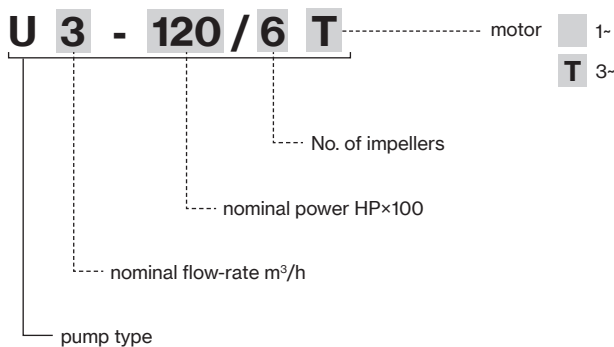 U 3 - 120 / 6 T
motor 1~
T 3~
No. of impellers
nominal power HP×100
nominal flow-rate m³/h
pump type